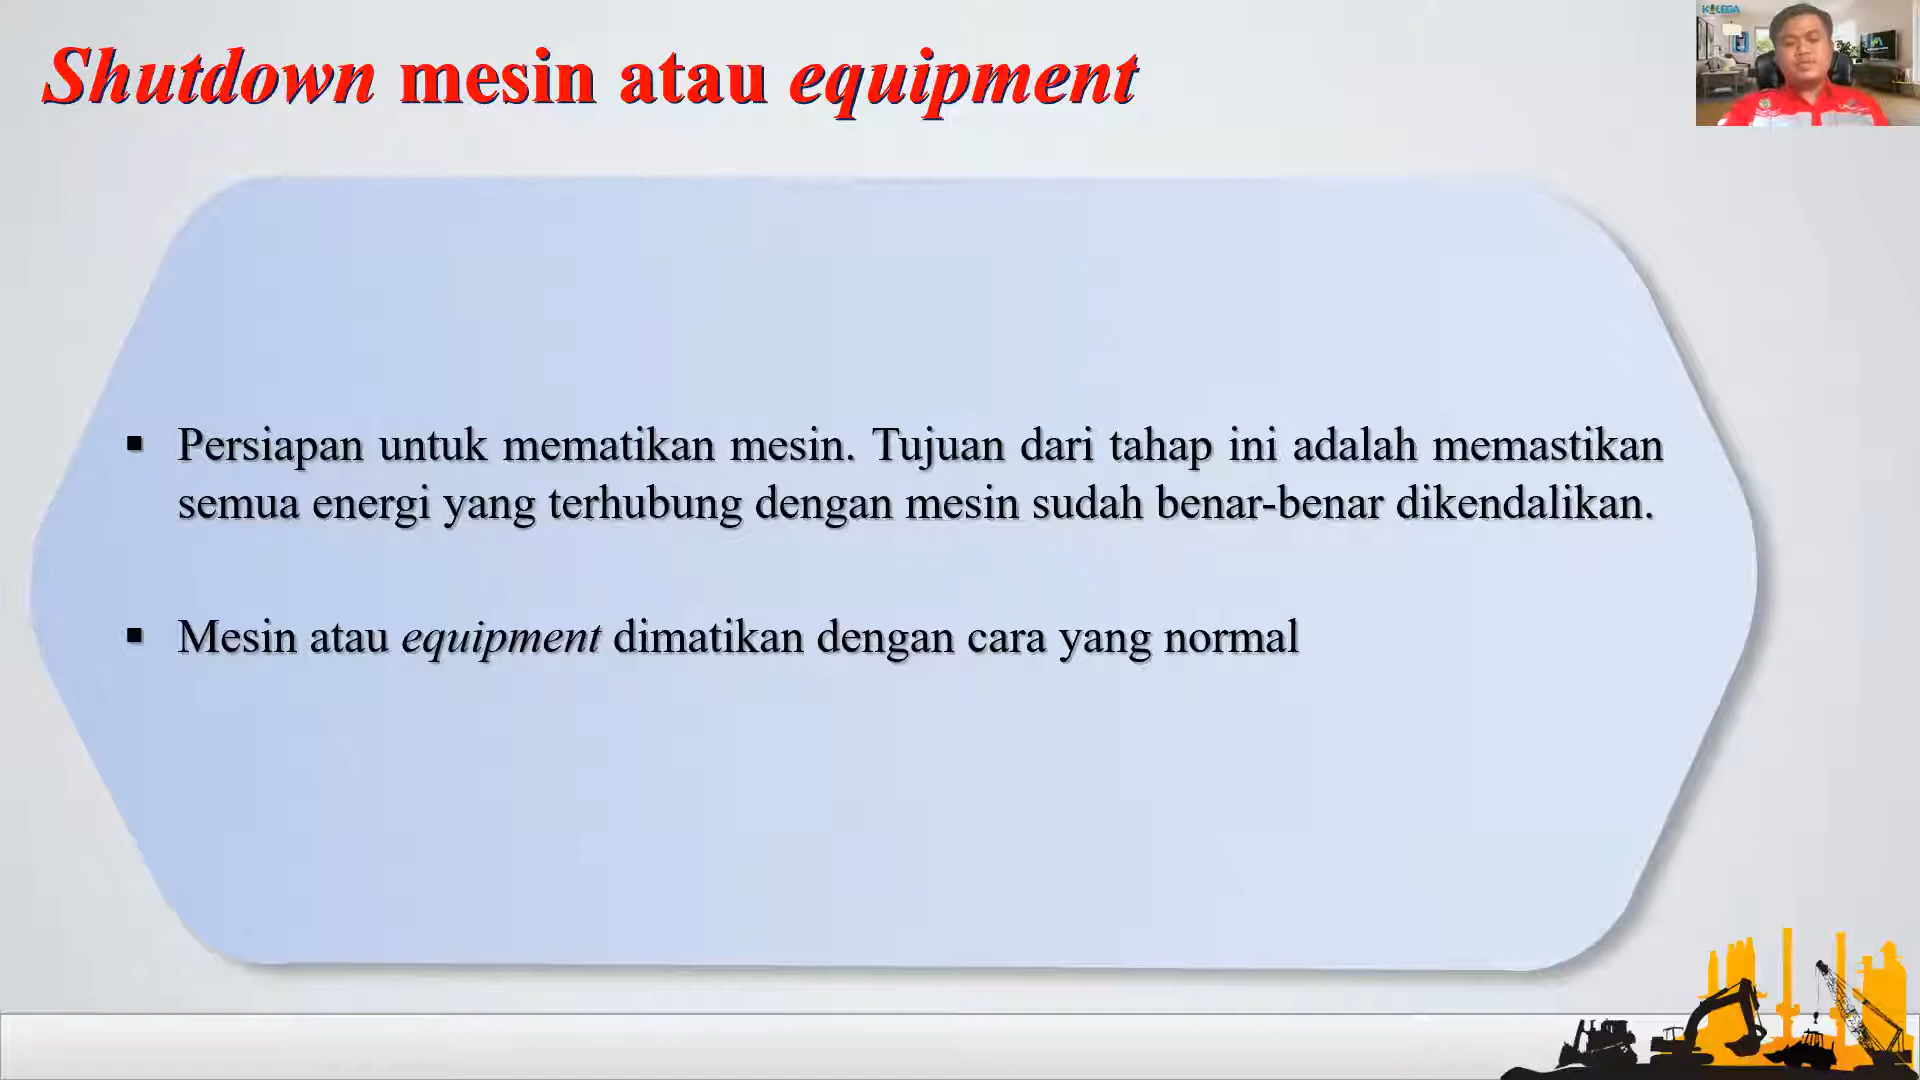 Shutdown mesin atau equipment
KOLEGA
▪ Persiapan untuk mematikan mesin. Tujuan dari tahap ini adalah memastikan
semua energi yang terhubung dengan mesin sudah benar-benar dikendalikan.
▪ Mesin atau equipment dimatikan dengan cara yang normal